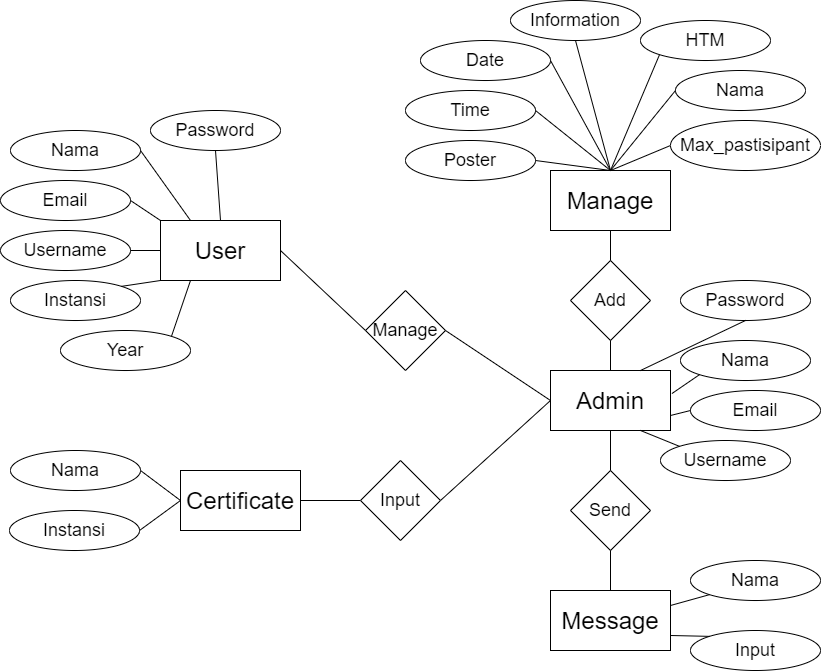 Information
HTM
Date
Nama
Time
Max_pastisipant
Poster
Manage
Password
Nama
Email
User
Username
Instansi
Year
Manage
Add
Password
Nama
Admin
Email
Username
Nama
Certificate
Input
Instansi
Send
Message
Nama
Input